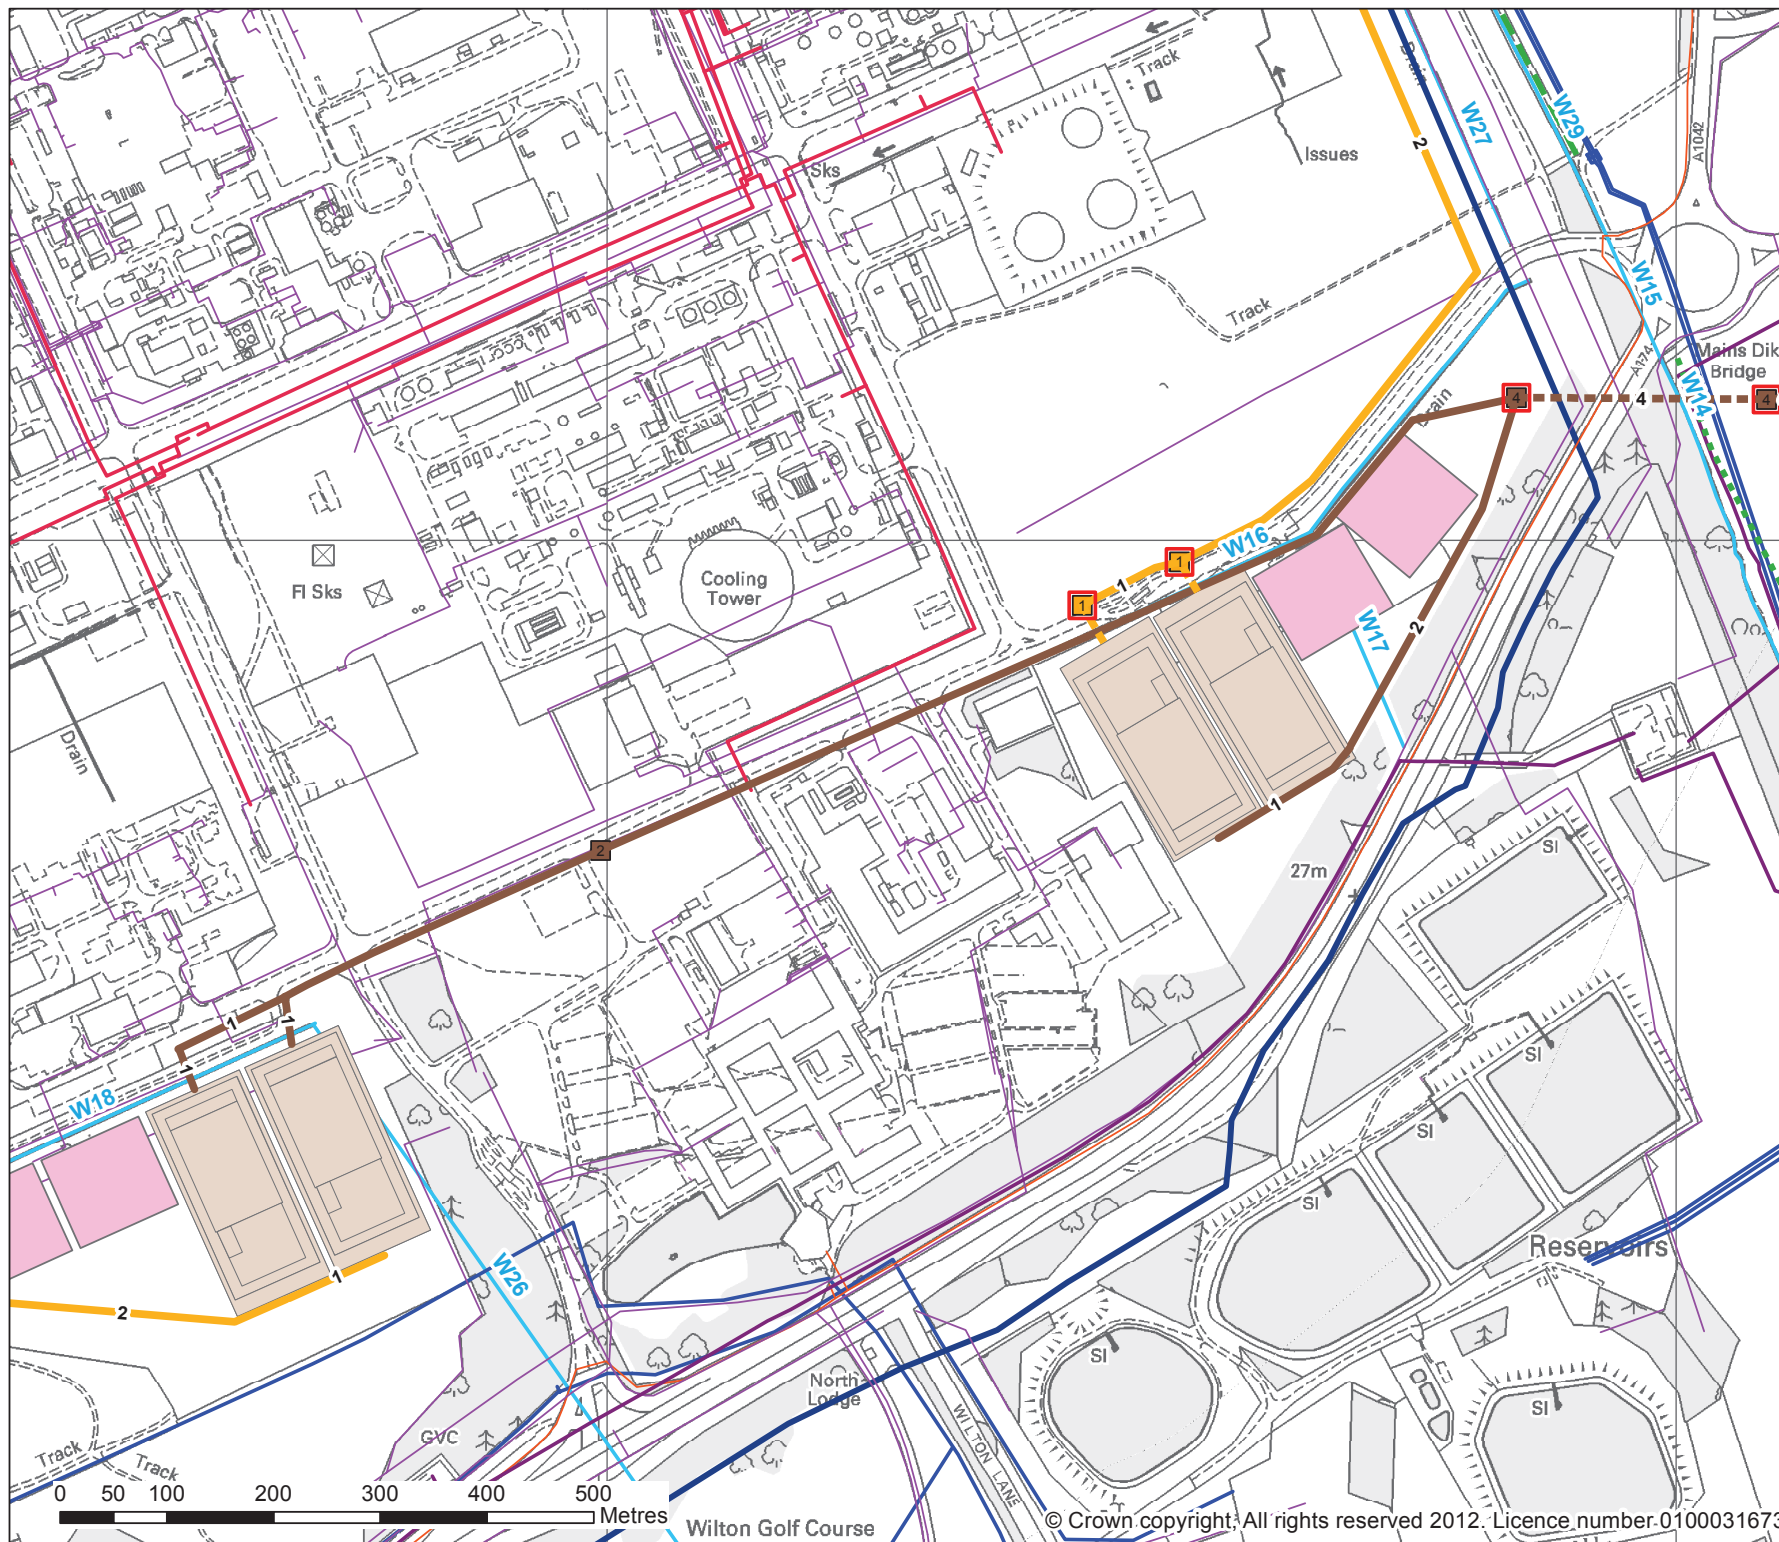 Track
Drain
W27
W29
A1042
2
Issues
Sks
W15
Track
A174
Mains Dik
Bridge
W14
4
4
4
Cooling
Tower
Fl Sks
W16
1
1
1
W17
2
Drain
1
2
27m
SI
1
1
1
W18
SI
SI
SI
Reservoirs
W26
1
2
SI
North
Lodge
SI
GVC
WILTON LANE
Track
Track
0 50 100 200 300 400 500
Metres
Wilton Golf Course
© Crown copyright, All rights reserved 2012. Licence number 0100031673